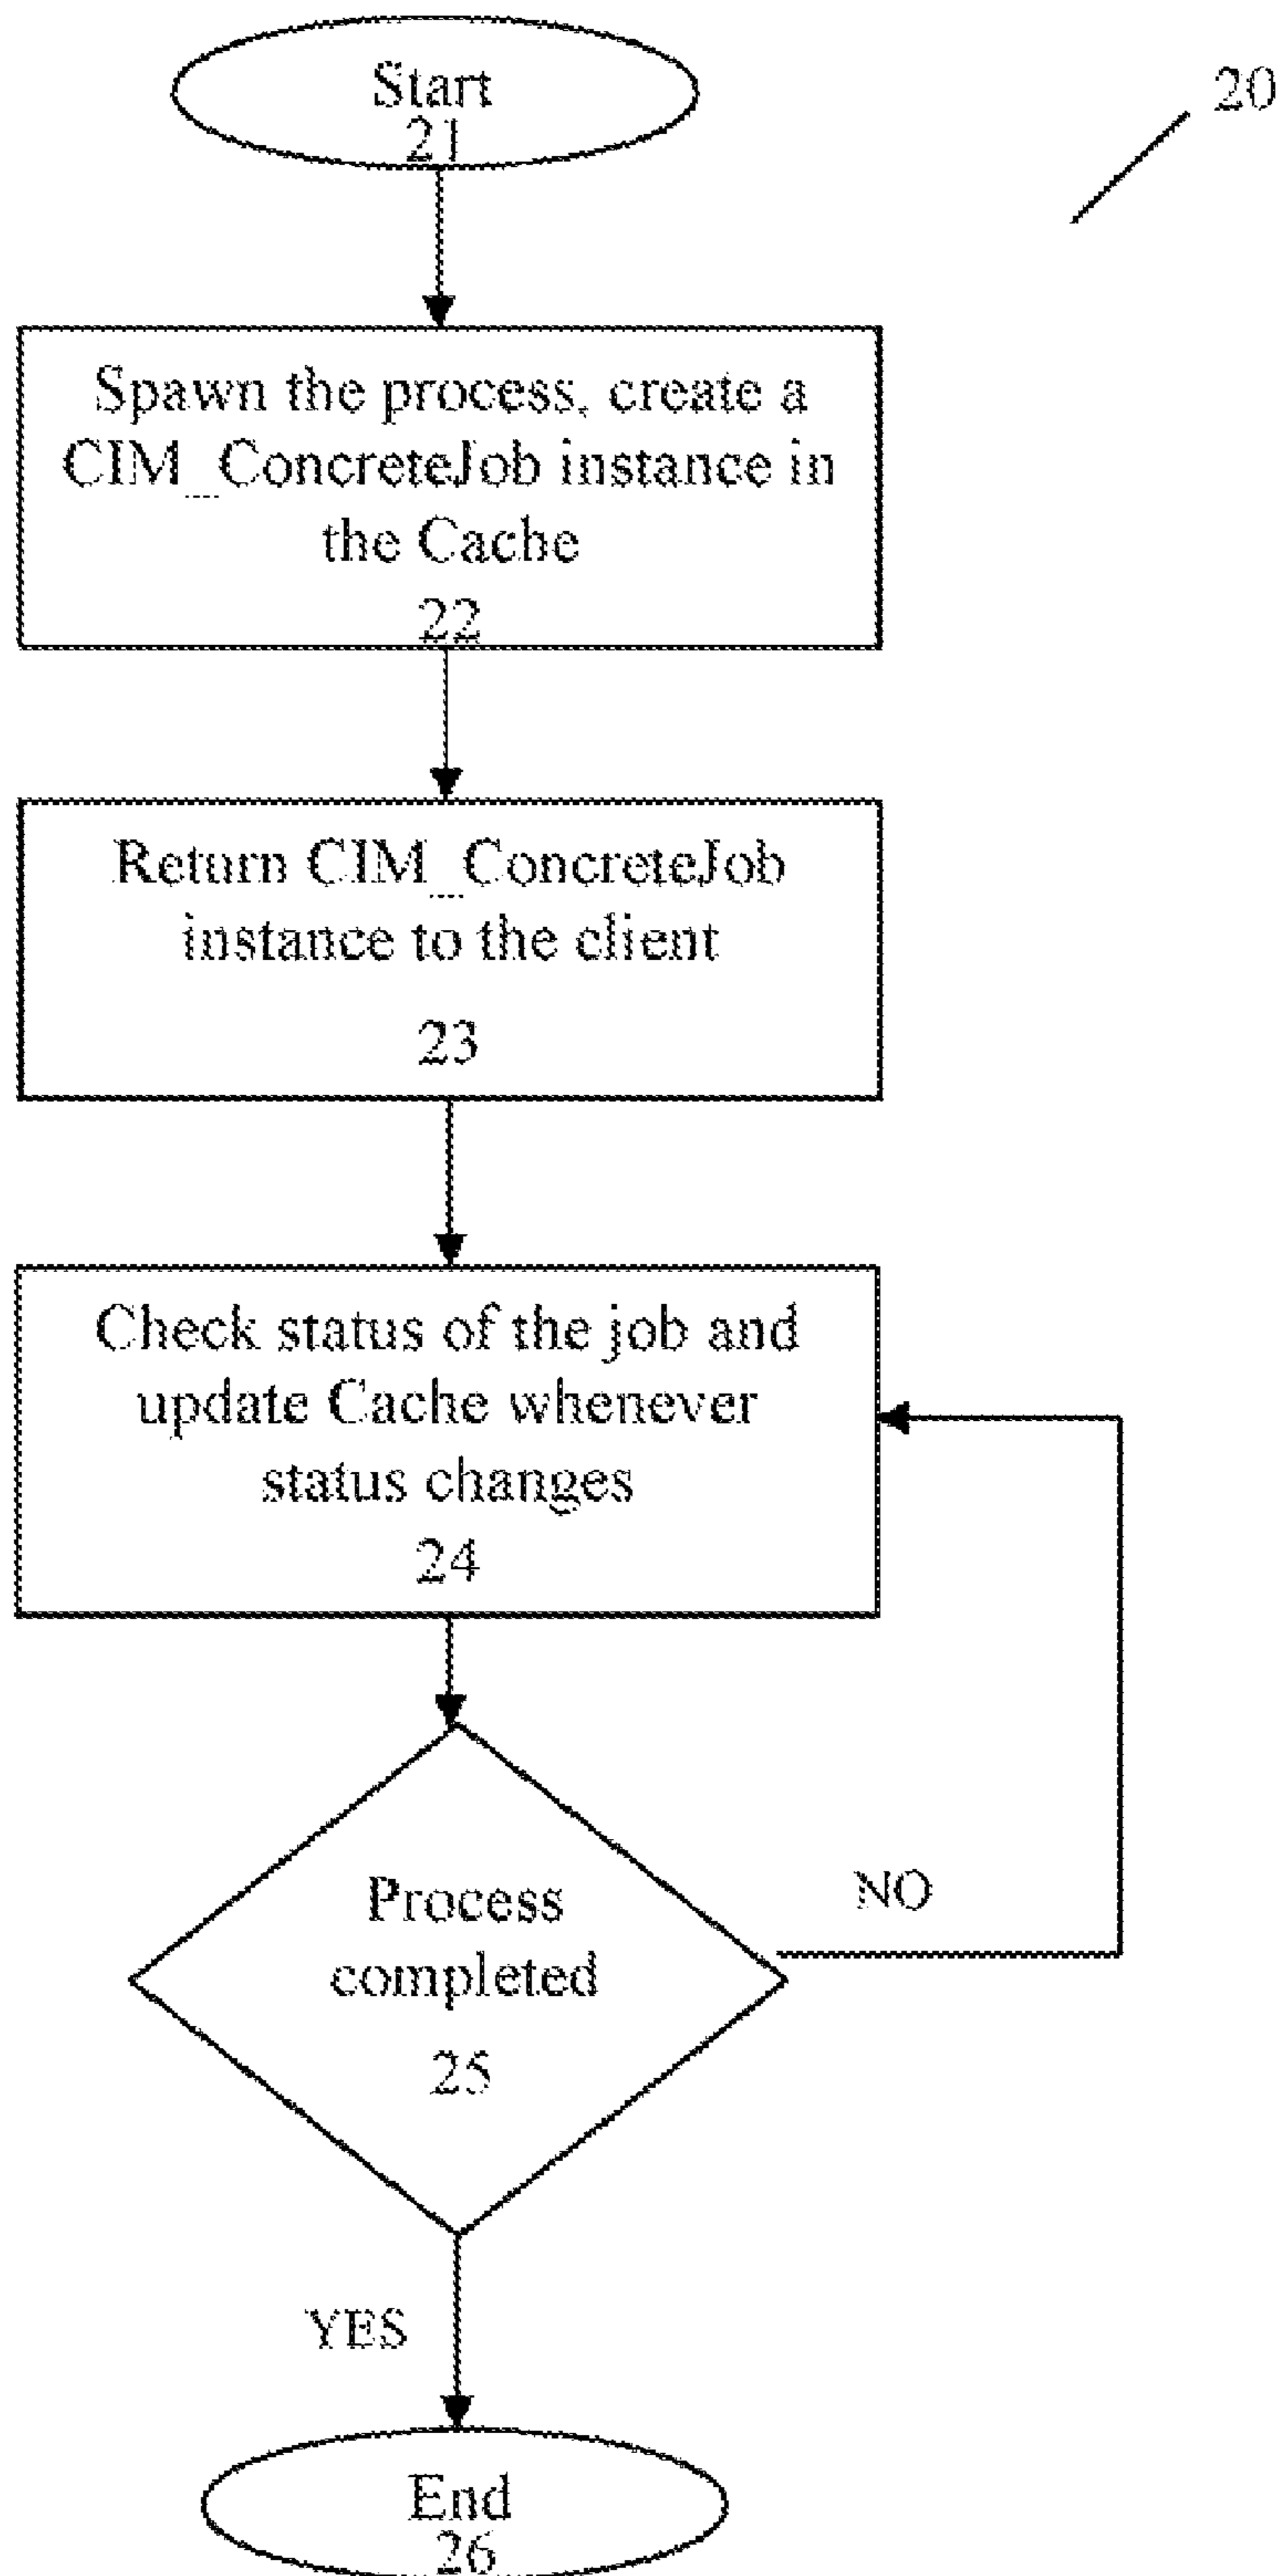 Start
21
20
Spawn the process, create a
CIM_ConcreteJob instance in
the Cache
22
Return CIM_ConcreteJob
instance to the client
23
Check status of the job and
update Cache whenever
status changes
24
Process
completed
25
NO
YES
End
26